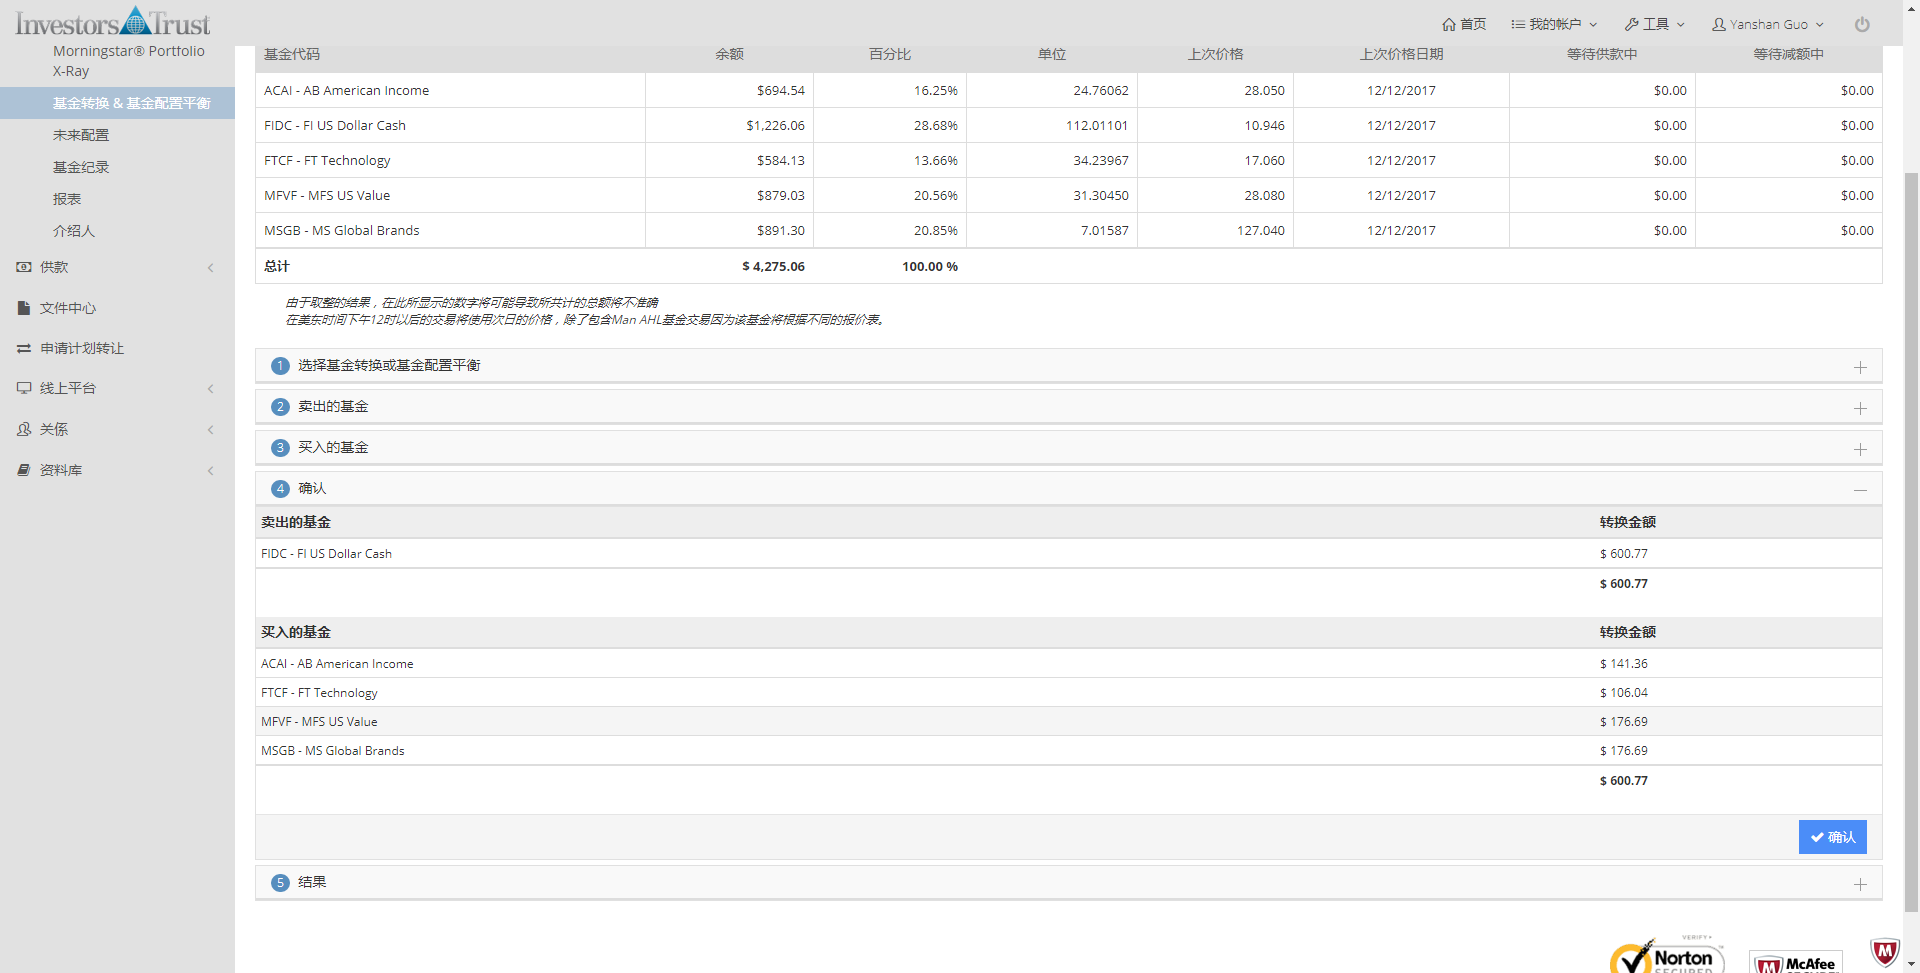 Investors Trust
首页 我的帐户 工具 Yanshan Guo
Morningstar® Portfolio
X-Ray
基金转换 & 基金配置平衡
未来配置
基金纪录
报表
介绍人
供款
文件中心
申请计划转让
线上平台
关係
资料库
基金代码 余额 百分比 单位 上次价格 上次价格日期 等待供款中 等待减额中
ACAI - AB American Income $694.54 16.25% 24.76062 28.050 12/12/2017 $0.00 $0.00
FIDC - FI US Dollar Cash $1,226.06 28.68% 112.01101 10.946 12/12/2017 $0.00 $0.00
FTCF - FT Technology $584.13 13.66% 34.23967 17.060 12/12/2017 $0.00 $0.00
MFVF - MFS US Value $879.03 20.56% 31.30450 28.080 12/12/2017 $0.00 $0.00
MSGB - MS Global Brands $891.30 20.85% 7.01587 127.040 12/12/2017 $0.00 $0.00
总计 $ 4,275.06 100.00 %
由于取整的结果，在此所显示的数字将可能导致所共计的总额将不准确
在美东时间下午12时以后的交易将使用次日的价格，除了包含Man AHL基金交易因为该基金将根据不同的报价表。
1 选择基金转换或基金配置平衡
2 卖出的基金
3 买入的基金
4 确认
卖出的基金 转换金额
FIDC - FI US Dollar Cash $ 600.77
$ 600.77
买入的基金 转换金额
ACAI - AB American Income $ 141.36
FTCF - FT Technology $ 106.04
MFVF - MFS US Value $ 176.69
MSGB - MS Global Brands $ 176.69
$ 600.77
确认
5 结果
VERIFY
Norton
SECURED
McAfee